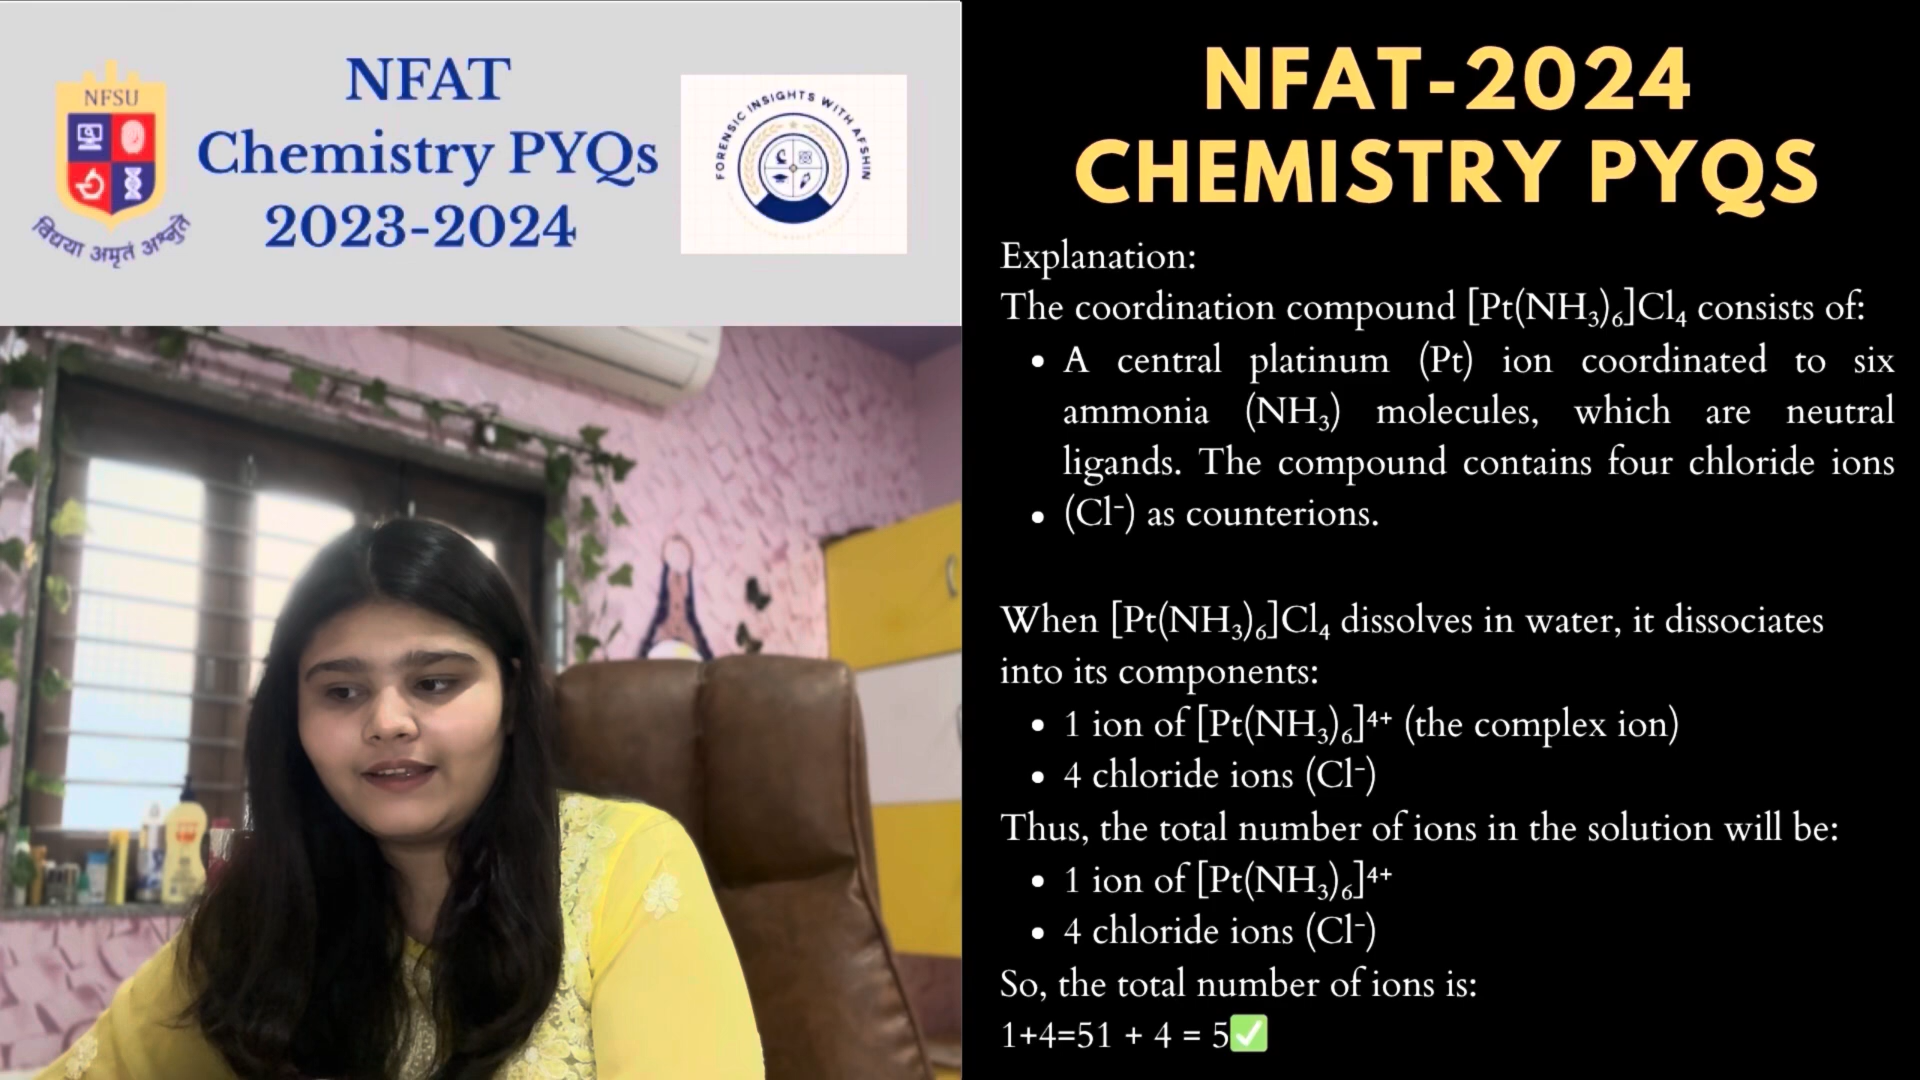 NFSU
विद्यया अमृतं अश्नुते
NFAT
Chemistry PYQs
2023-2024
FORENSIC INSIGHTS WITH AFSHIN
NFAT-2024
CHEMISTRY PYQS
Explanation:
The coordination compound [Pt(NH₃)₆]Cl₄ consists of:
• A central platinum (Pt) ion coordinated to six
ammonia (NH₃) molecules, which are neutral
ligands. The compound contains four chloride ions
• (Cl⁻) as counterions.
When [Pt(NH₃)₆]Cl₄ dissolves in water, it dissociates
into its components:
• 1 ion of [Pt(NH₃)₆]⁴⁺ (the complex ion)
• 4 chloride ions (Cl⁻)
Thus, the total number of ions in the solution will be:
• 1 ion of [Pt(NH₃)₆]⁴⁺
• 4 chloride ions (Cl⁻)
So, the total number of ions is:
1+4=51 + 4 = 5✅